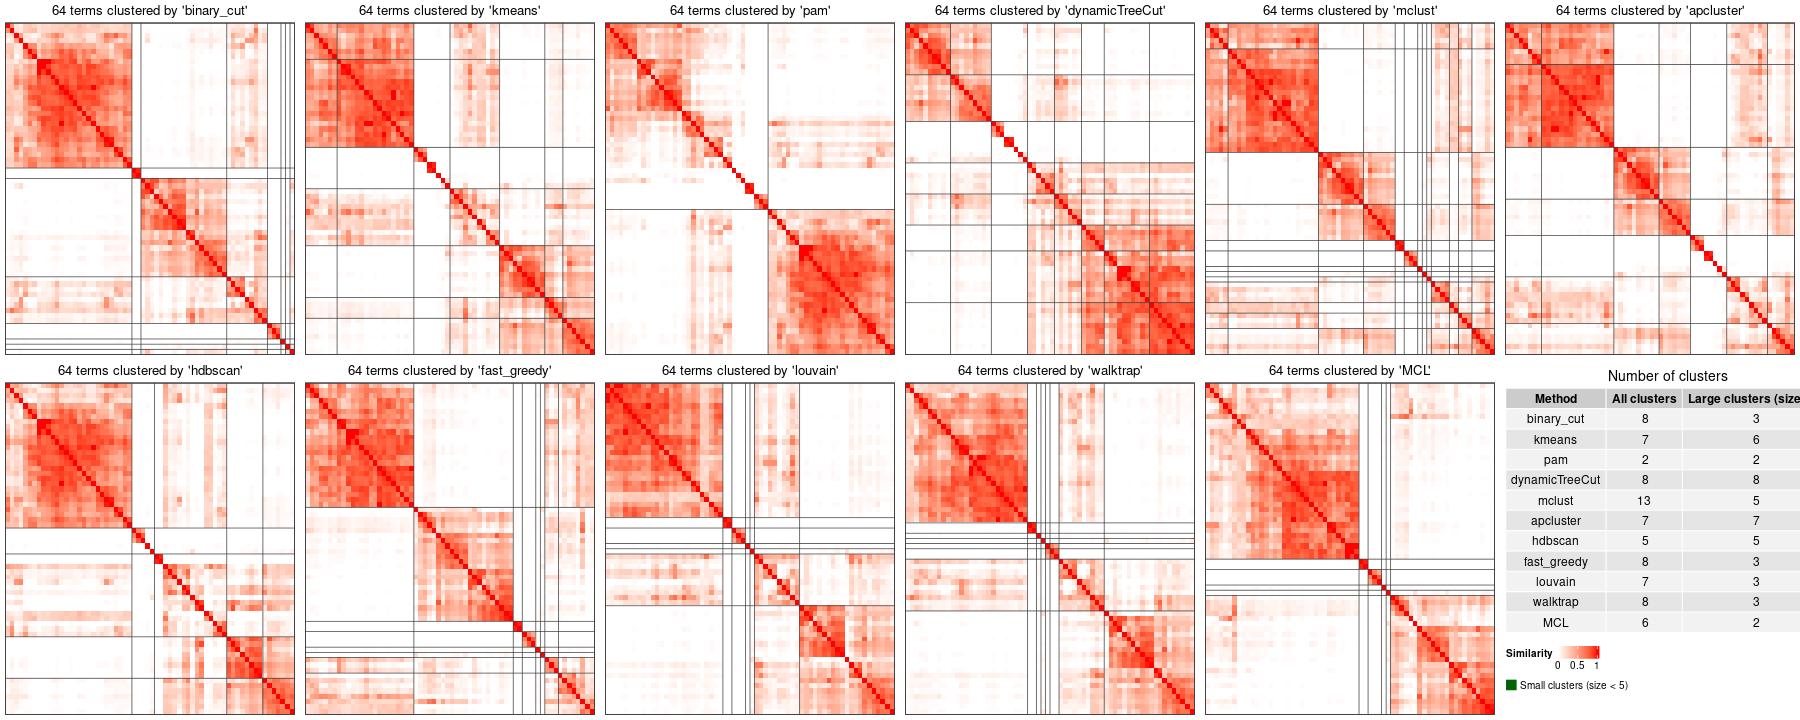 64 terms clustered by 'binary_cut'
64 terms clustered by 'kmeans'
64 terms clustered by 'pam'
64 terms clustered by 'dynamicTreeCut'
64 terms clustered by 'mclust'
64 terms clustered by 'apcluster'
64 terms clustered by 'hdbscan'
64 terms clustered by 'fast_greedy'
64 terms clustered by 'louvain'
64 terms clustered by 'walktrap'
64 terms clustered by 'MCL'
Number of clusters
Method All clusters Large clusters (size
binary_cut 8 3
kmeans 7 6
pam 2 2
dynamicTreeCut 8 8
mclust 13 5
apcluster 7 7
hdbscan 5 5
fast_greedy 8 3
louvain 7 3
walktrap 8 3
MCL 6 2
Similarity
0 0.5 1
Small clusters (size < 5)